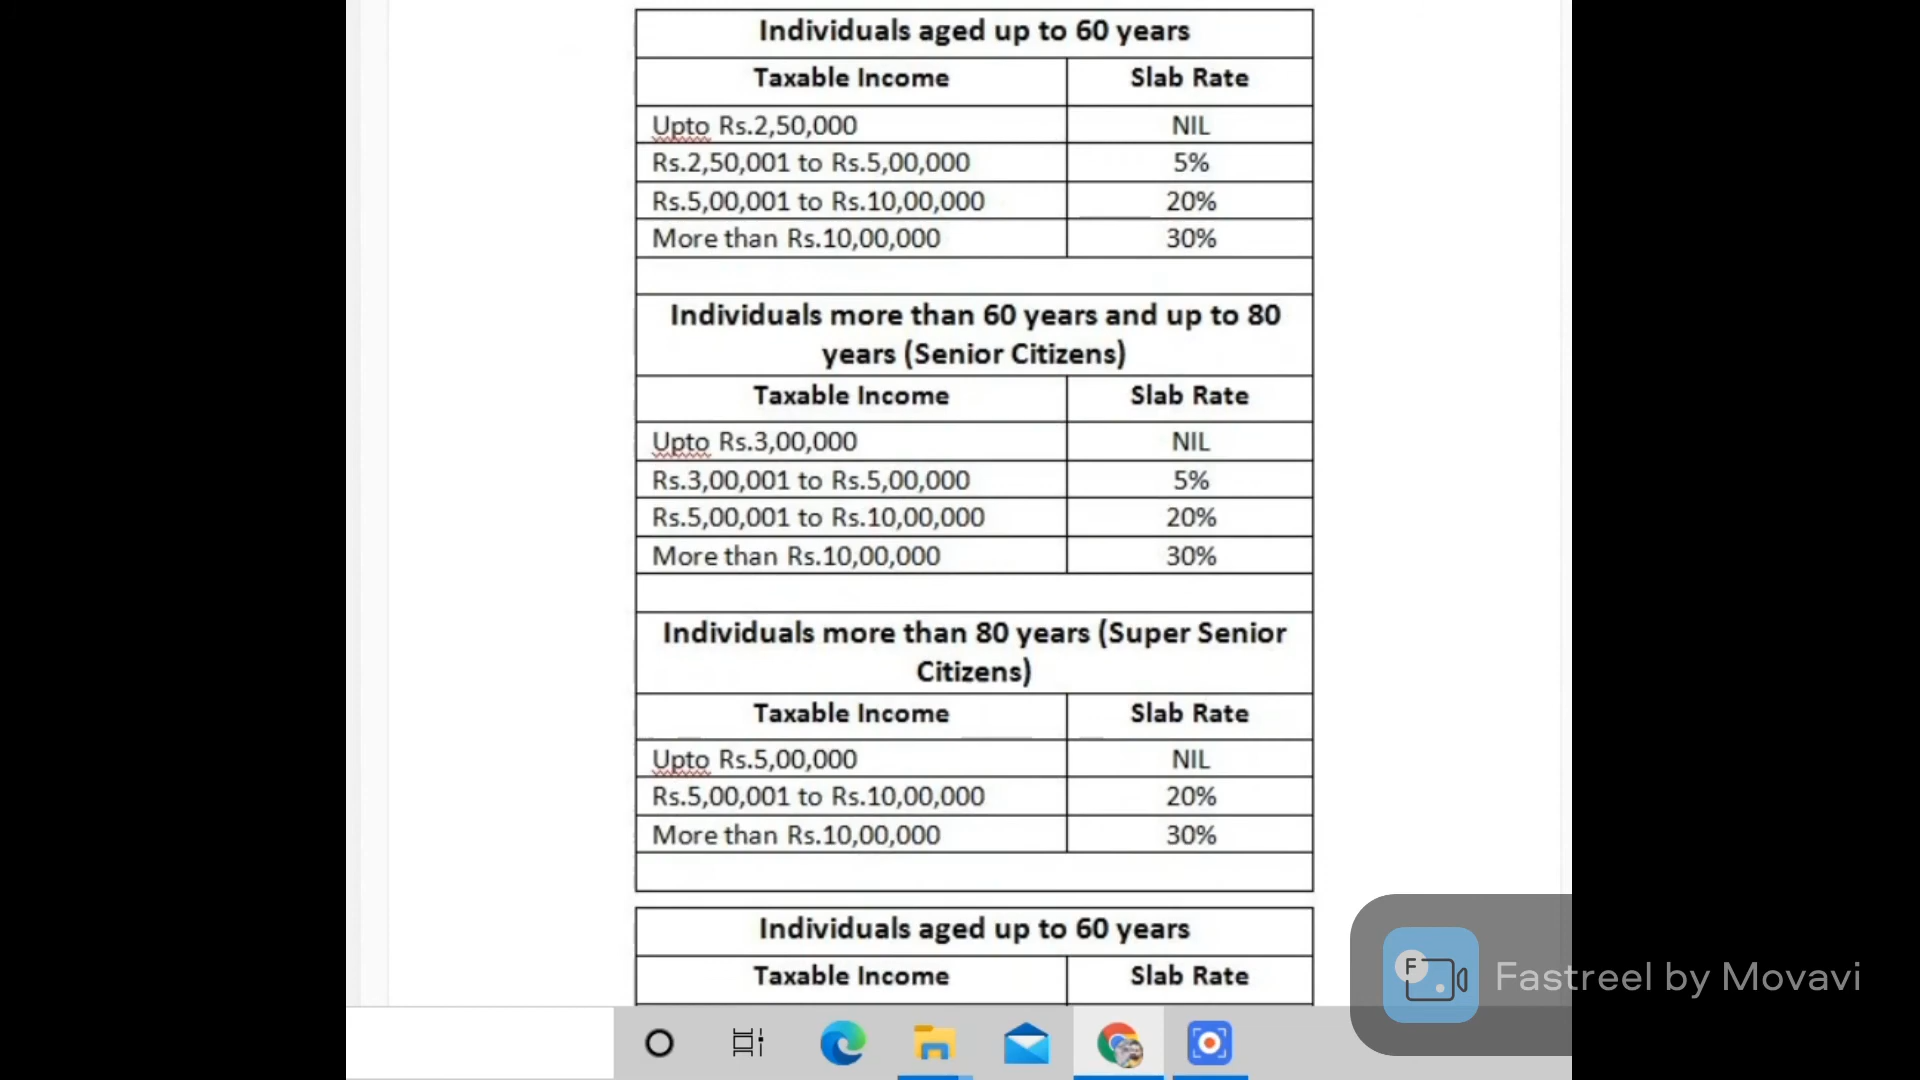 Individuals aged up to 60 years
Taxable Income Slab Rate
Upto Rs.2,50,000 NIL
Rs.2,50,001 to Rs.5,00,000 5%
Rs.5,00,001 to Rs.10,00,000 20%
More than Rs.10,00,000 30%
Individuals more than 60 years and up to 80
years (Senior Citizens)
Taxable Income Slab Rate
Upto Rs.3,00,000 NIL
Rs.3,00,001 to Rs.5,00,000 5%
Rs.5,00,001 to Rs.10,00,000 20%
More than Rs.10,00,000 30%
Individuals more than 80 years (Super Senior
Citizens)
Taxable Income Slab Rate
Upto Rs.5,00,000 NIL
Rs.5,00,001 to Rs.10,00,000 20%
More than Rs.10,00,000 30%
Individuals aged up to 60 years
Taxable Income Slab Rate
F Fastreel by Movavi